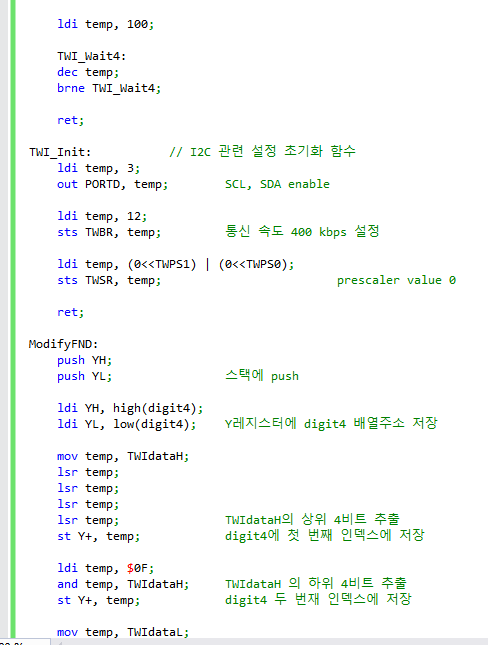 ldi temp, 100;
TWI_Wait4:
dec temp;
brne TWI_Wait4;
ret;
TWI_Init: // I2C 관련 설정 초기화 함수
ldi temp, 3;
out PORTD, temp; SCL, SDA enable
ldi temp, 12;
sts TWBR, temp; 통신 속도 400 kbps 설정
ldi temp, (0<<TWPS1) | (0<<TWPS0);
sts TWSR, temp; prescaler value 0
ret;
ModifyFND:
push YH;
push YL; 스택에 push
ldi YH, high(digit4);
ldi YL, low(digit4); Y레지스터에 digit4 배열주소 저장
mov temp, TWIdataH;
lsr temp;
lsr temp;
lsr temp;
lsr temp; TWIdataH의 상위 4비트 추출
st Y+, temp; digit4에 첫 번째 인덱스에 저장
ldi temp, $0F;
and temp, TWIdataH; TWIdataH 의 하위 4비트 추출
st Y+, temp; digit4 두 번재 인덱스에 저장
mov temp, TWIdataL;